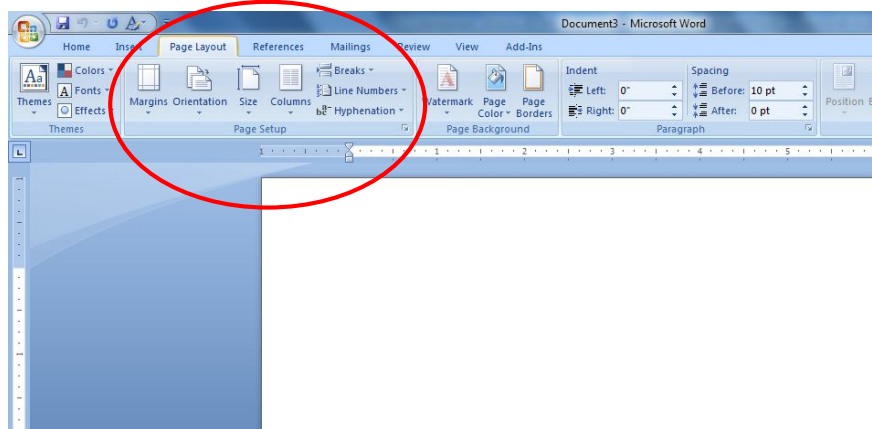 Document3 - Microsoft Word
Home Insert Page Layout References Mailings Review View Add-Ins
Aa Colors Breaks Indent Spacing
A Fonts Line Numbers Left: 0" Before: 10 pt
Themes Effects Margins Orientation Size Columns Hyphenation Watermark Page Color Page Borders Right: 0" After: 0 pt Position
Themes Page Setup Page Background Paragraph
L 1 1 2 3 4 5